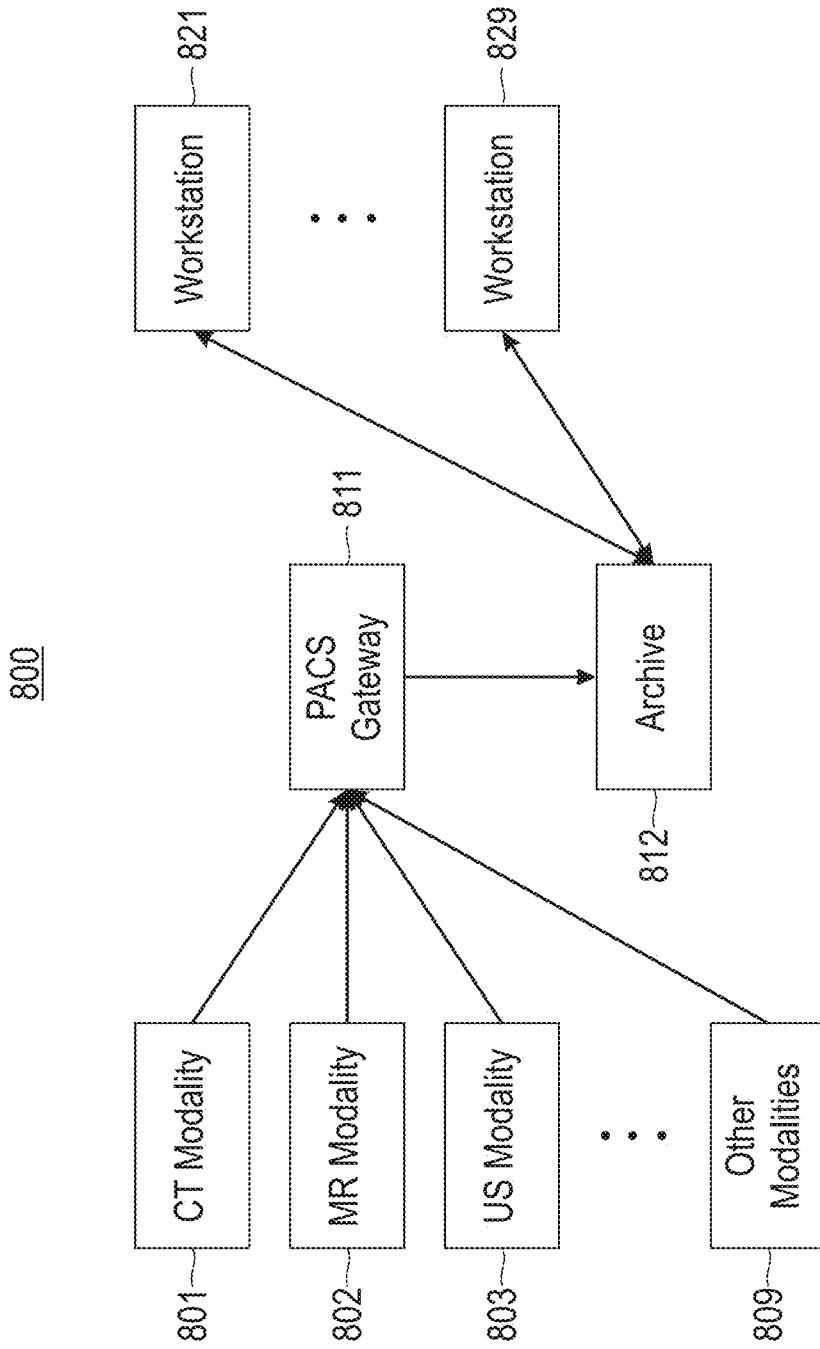 800
801
CT Modality
802
MR Modality
803
US Modality
809
Other
Modalities
PACS
Gateway
811
812
Archive
Workstation
821
Workstation
829